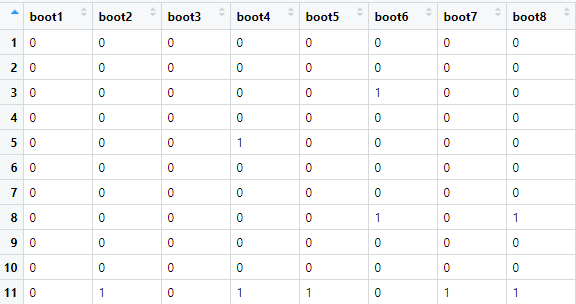 boot1 boot2 boot3 boot4 boot5 boot6 boot7 boot8
1 0 0 0 0 0 0 0 0
2 0 0 0 0 0 0 0 0
3 0 0 0 0 0 1 0 0
4 0 0 0 0 0 0 0 0
5 0 0 0 1 0 0 0 0
6 0 0 0 0 0 0 0 0
7 0 0 0 0 0 0 0 0
8 0 0 0 0 0 1 0 1
9 0 0 0 0 0 0 0 0
10 0 0 0 0 0 0 0 0
11 0 1 0 1 1 0 1 1